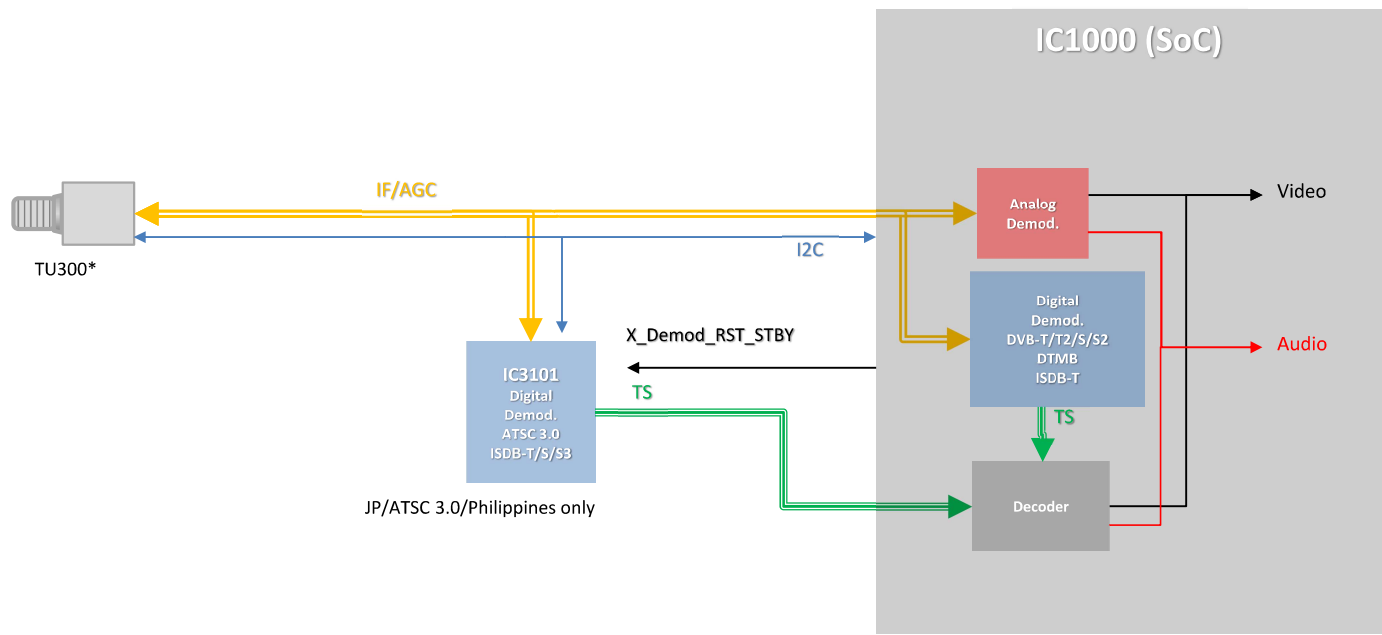 IC1000 (SoC)
IF/AGC
Analog
Demod.
Video
I2C
TU300*
Digital
Demod.
DVB-T/T2/S/S2
DTMB
ISDB-T
X_Demod_RST_STBY
Audio
IC3101
Digital
Demod.
ATSC 3.0
ISDB-T/S/S3
TS
TS
JP/ATSC 3.0/Philippines only
Decoder